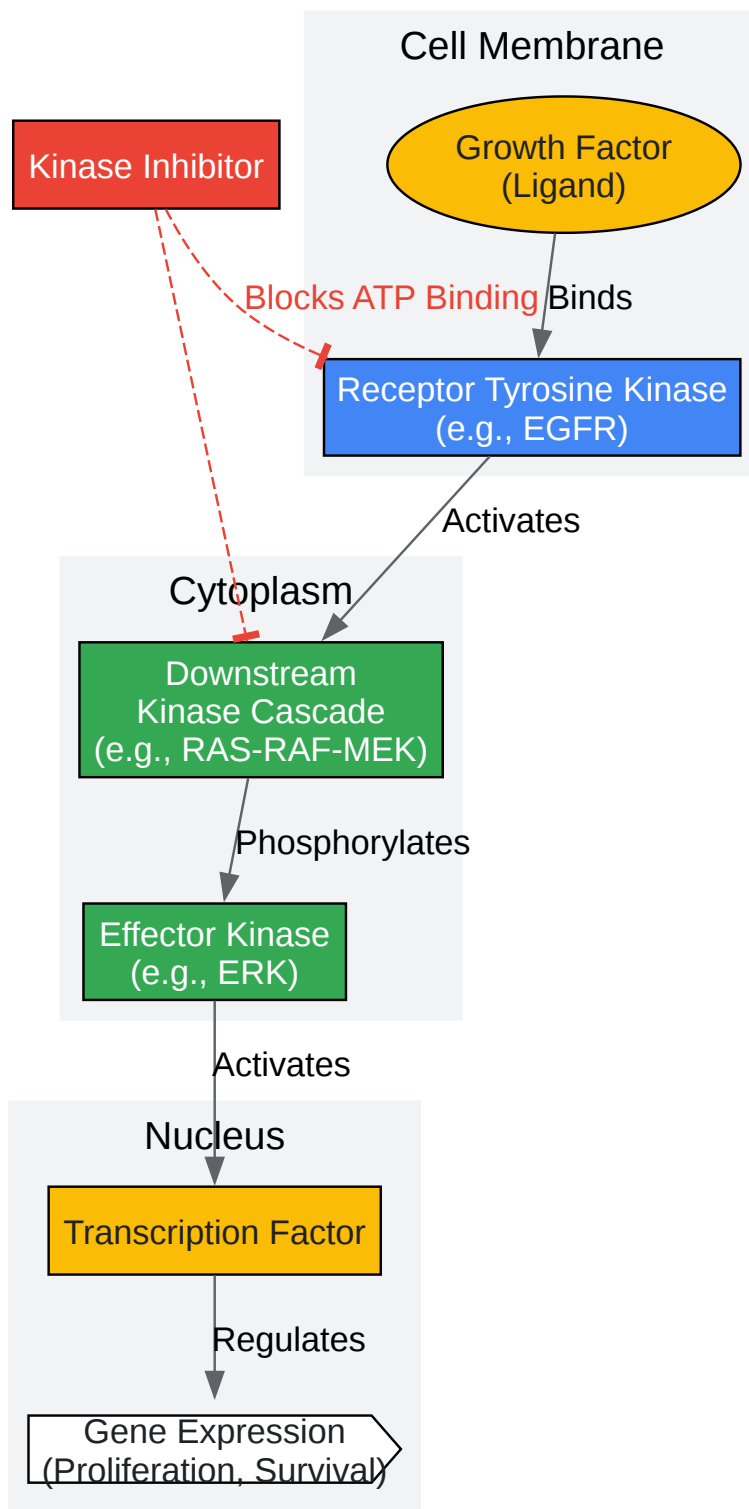 Cell Membrane
Kinase Inhibitor
Growth Factor
(Ligand)
Blocks ATP Binding
Binds
Receptor Tyrosine Kinase
(e.g., EGFR)
Activates
Cytoplasm
Downstream
Kinase Cascade
(e.g., RAS-RAF-MEK)
Phosphorylates
Effector Kinase
(e.g., ERK)
Activates
Nucleus
Transcription Factor
Regulates
Gene Expression
(Proliferation, Survival)